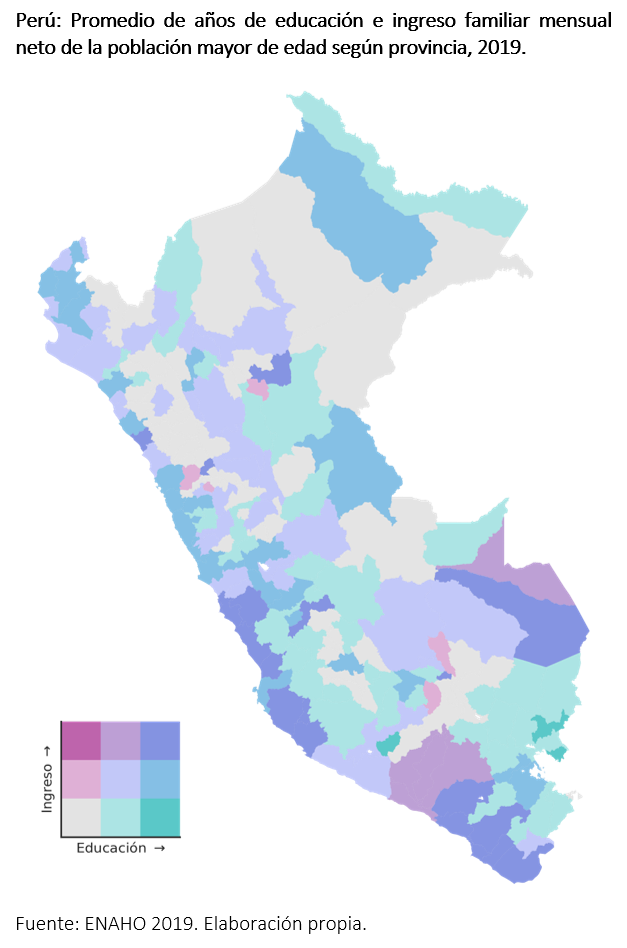 Perú: Promedio de años de educación e ingreso familiar mensual
neto de la población mayor de edad según provincia, 2019.
Ingreso →
Educación →
Fuente: ENAHO 2019. Elaboración propia.